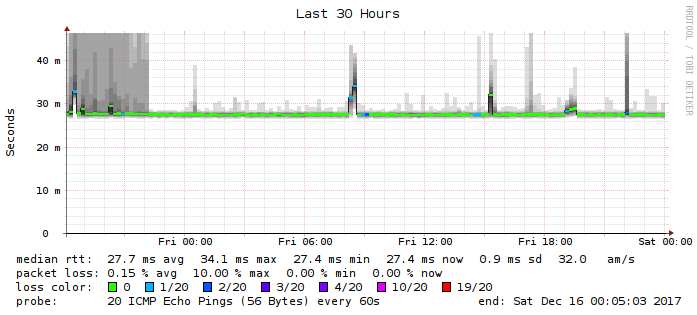 Last 30 Hours
RRDTOOL / TOBI OETIKER
Seconds
40 m
30 m
20 m
10 m
0
Fri 00:00 Fri 06:00 Fri 12:00 Fri 18:00 Sat 00:00
median rtt: 27.7 ms avg 34.1 ms max 27.4 ms min 27.4 ms now 0.9 ms sd 32.0 am/s
packet loss: 0.15 % avg 10.00 % max 0.00 % min 0.00 % now
loss color: 0 1/20 2/20 3/20 4/20 10/20 19/20
probe: 20 ICMP Echo Pings (56 Bytes) every 60s end: Sat Dec 16 00:05:03 2017